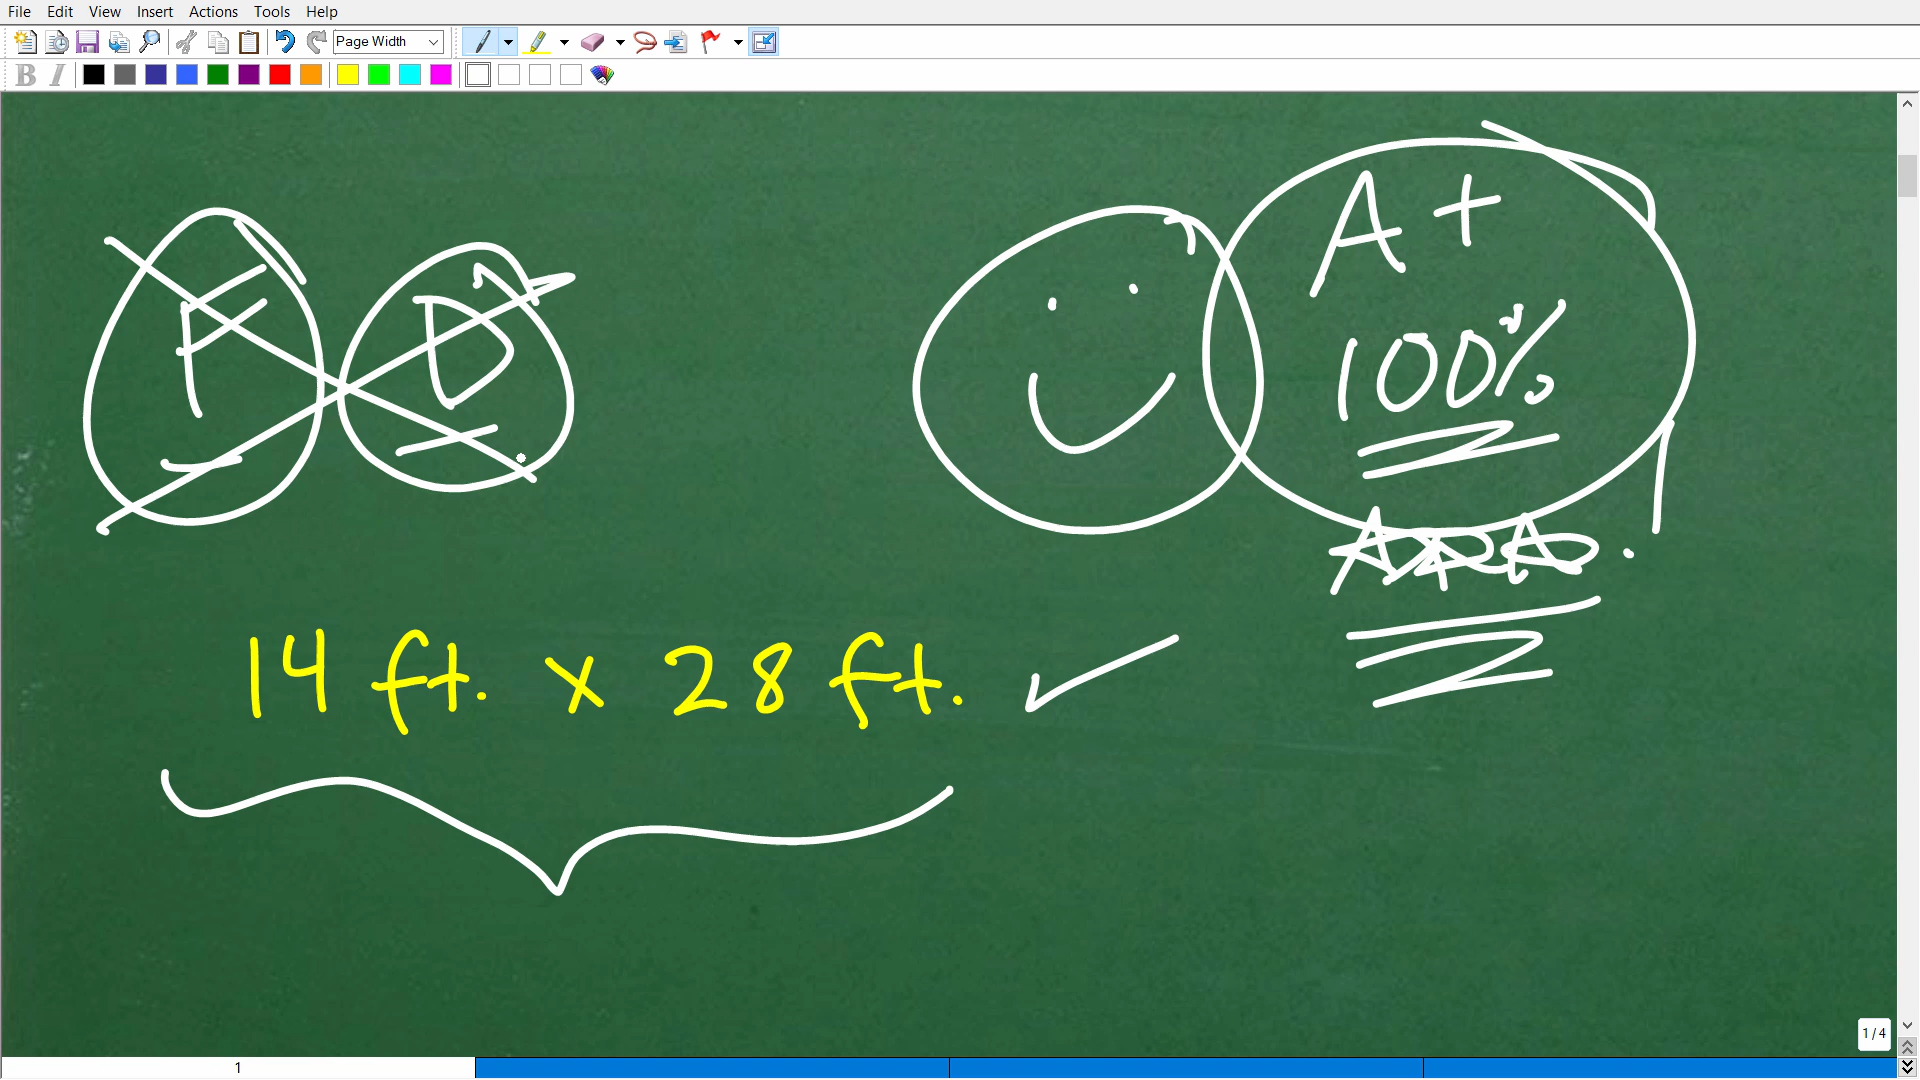 File Edit View Insert Actions Tools Help
Page Width
B I
F D
A+
100%
14 ft. x 28 ft.
1 / 4
1